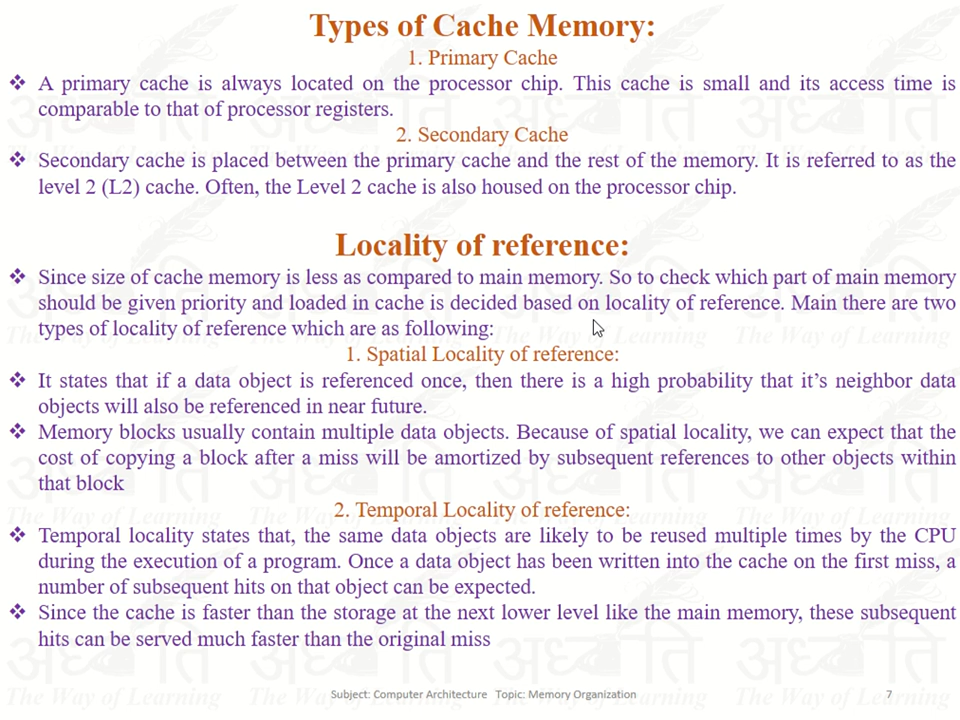 Types of Cache Memory:
1. Primary Cache
❖ A primary cache is always located on the processor chip. This cache is small and its access time is
comparable to that of processor registers.
2. Secondary Cache
❖ Secondary cache is placed between the primary cache and the rest of the memory. It is referred to as the
level 2 (L2) cache. Often, the Level 2 cache is also housed on the processor chip.
Locality of reference:
❖ Since size of cache memory is less as compared to main memory. So to check which part of main memory
should be given priority and loaded in cache is decided based on locality of reference. Main there are two
types of locality of reference which are as following:
1. Spatial Locality of reference:
❖ It states that if a data object is referenced once, then there is a high probability that it’s neighbor data
objects will also be referenced in near future.
❖ Memory blocks usually contain multiple data objects. Because of spatial locality, we can expect that the
cost of copying a block after a miss will be amortized by subsequent references to other objects within
that block
2. Temporal Locality of reference:
❖ Temporal locality states that, the same data objects are likely to be reused multiple times by the CPU
during the execution of a program. Once a data object has been written into the cache on the first miss, a
number of subsequent hits on that object can be expected.
❖ Since the cache is faster than the storage at the next lower level like the main memory, these subsequent
hits can be served much faster than the original miss
The Way of Learning The Way of Learning The Way of Learning The Way of Learning
Subject: Computer Architecture Topic: Memory Organization 7